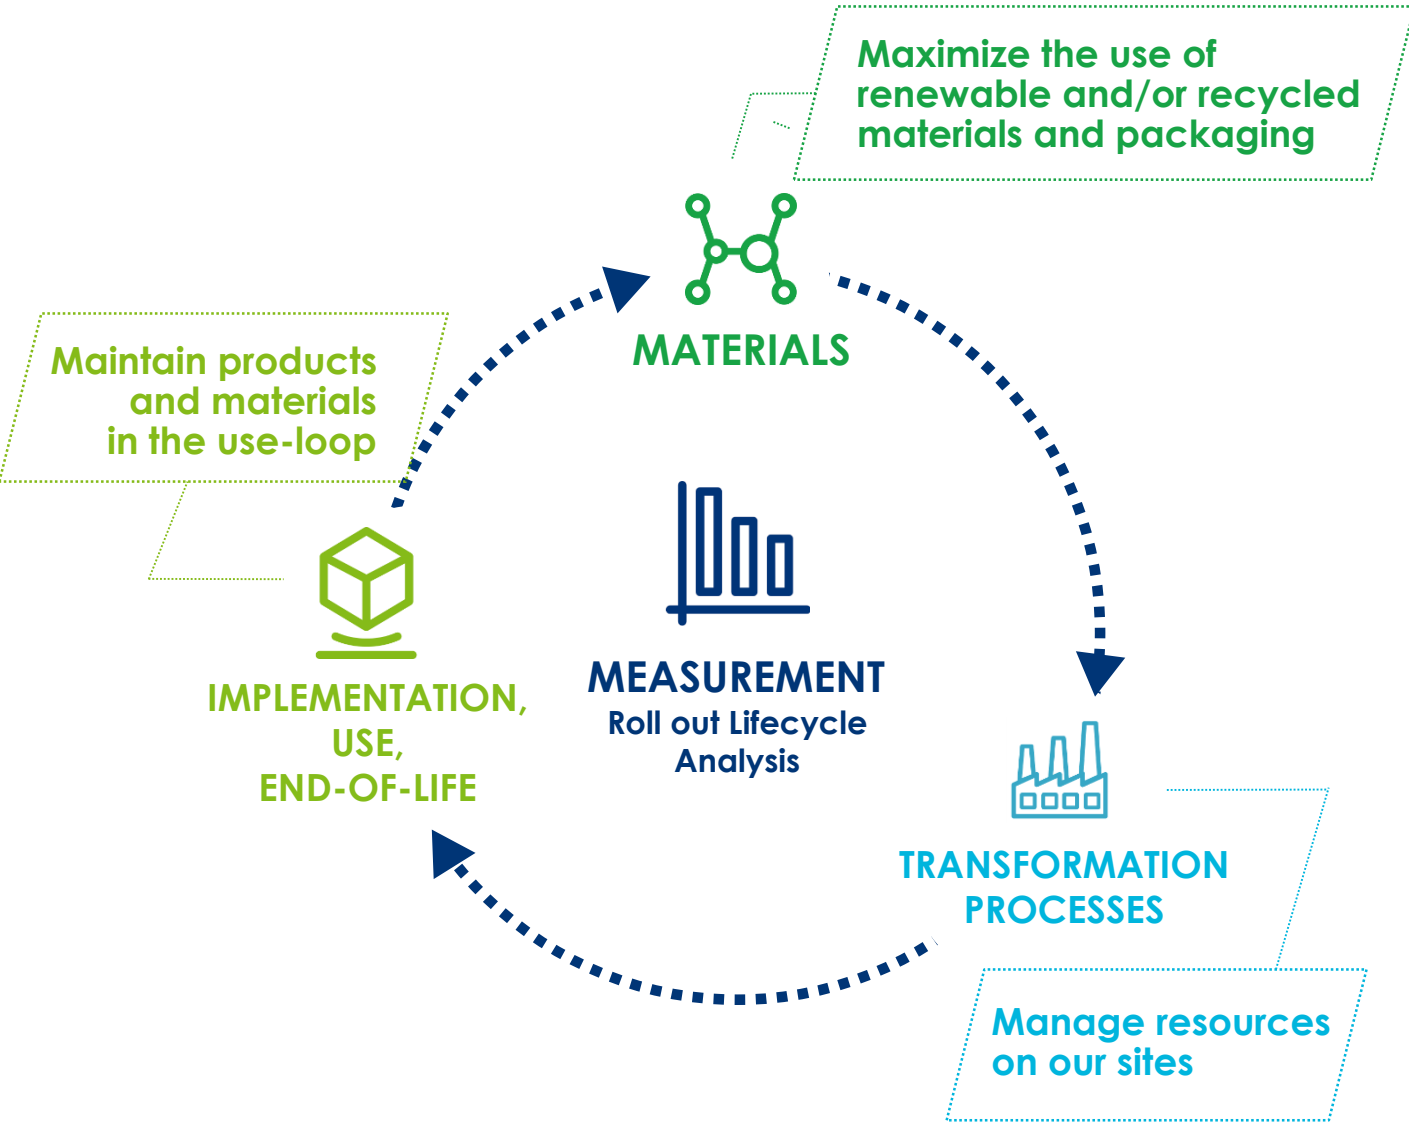 Maximize the use of
renewable and/or recycled
materials and packaging
MATERIALS
Maintain products
and materials
in the use-loop
IMPLEMENTATION,
USE,
END-OF-LIFE
MEASUREMENT
Roll out Lifecycle
Analysis
TRANSFORMATION
PROCESSES
Manage resources
on our sites